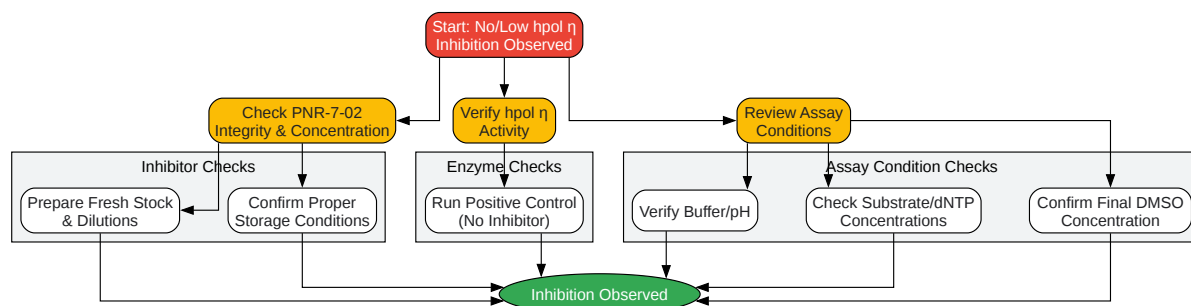 Start: No/Low hpol η
Inhibition Observed
Check PNR-7-02
Integrity & Concentration
Verify hpol η
Activity
Review Assay
Conditions
Inhibitor Checks
Enzyme Checks
Assay Condition Checks
Prepare Fresh Stock
& Dilutions
Confirm Proper
Storage Conditions
Run Positive Control
(No Inhibitor)
Verify Buffer/pH
Check Substrate/dNTP
Concentrations
Confirm Final DMSO
Concentration
Inhibition Observed